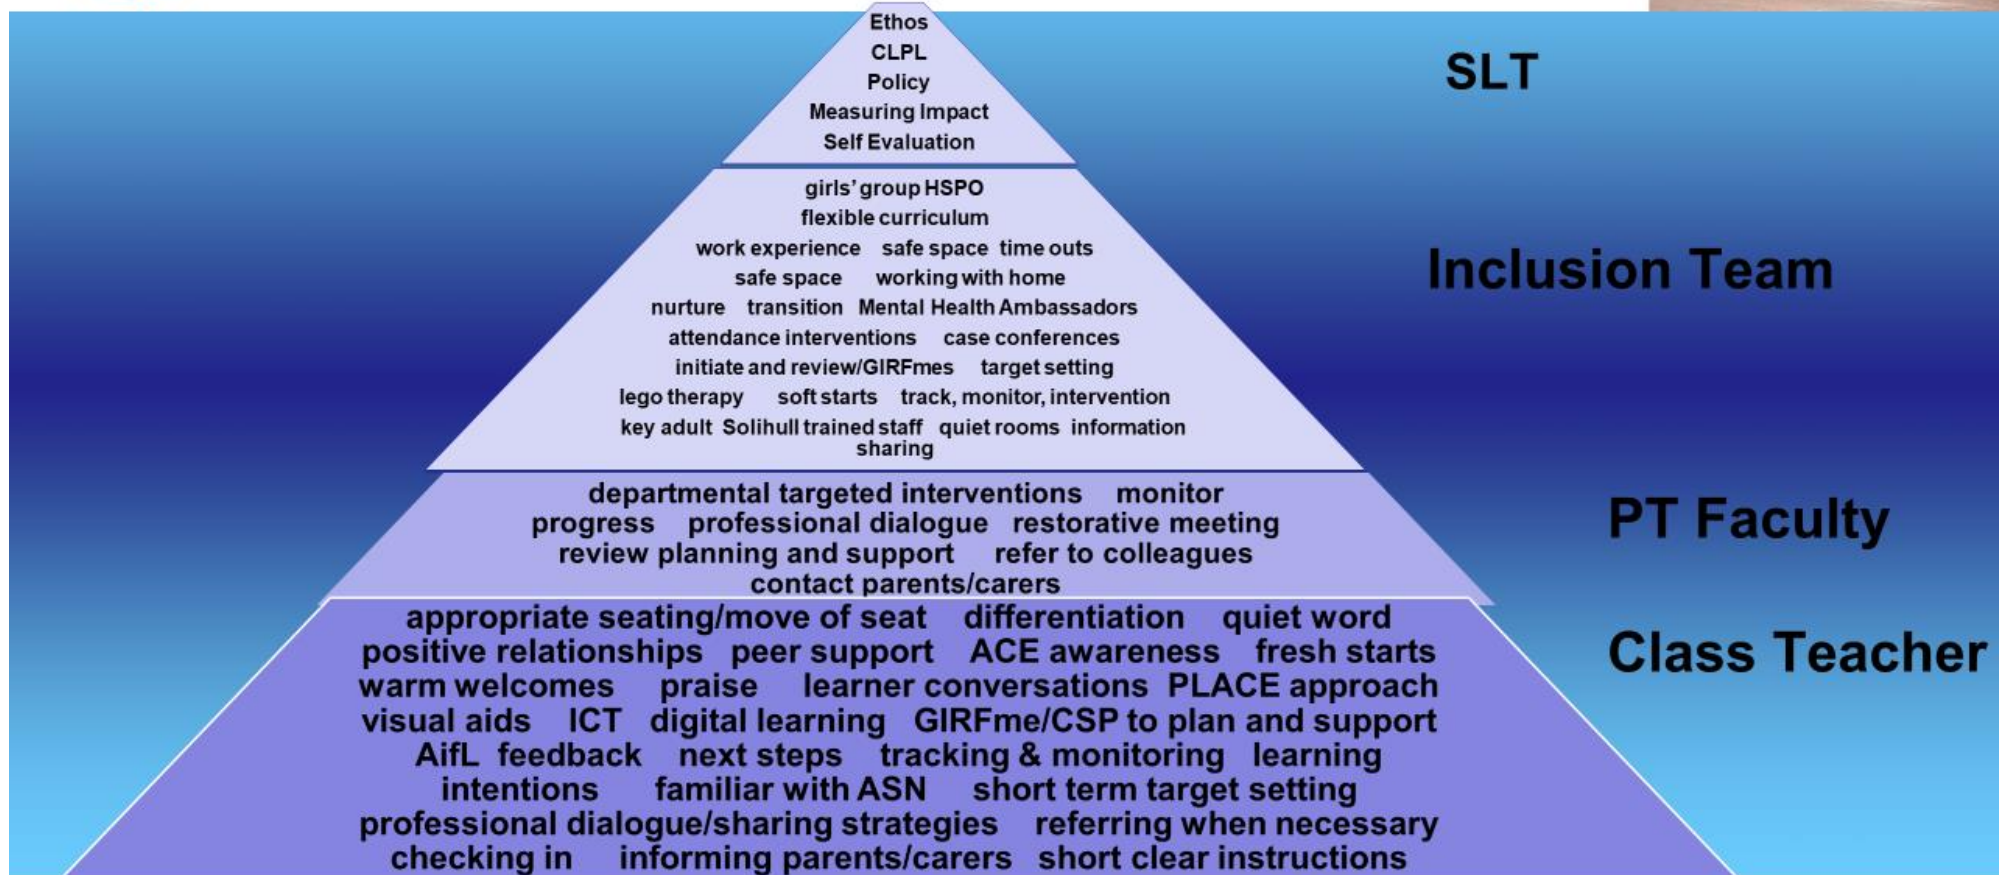 Ethos
CLPL
Policy
Measuring Impact
Self Evaluation
SLT
girls’ group HSPO
flexible curriculum
work experience safe space time outs
safe space working with home
nurture transition Mental Health Ambassadors
attendance interventions case conferences
initiate and review/GIRFmes target setting
lego therapy soft starts track, monitor, intervention
key adult Solihull trained staff quiet rooms information
sharing
Inclusion Team
departmental targeted interventions monitor
progress professional dialogue restorative meeting
review planning and support refer to colleagues
contact parents/carers
PT Faculty
appropriate seating/move of seat differentiation quiet word
positive relationships peer support ACE awareness fresh starts
warm welcomes praise learner conversations PLACE approach
visual aids ICT digital learning GIRFme/CSP to plan and support
AifL feedback next steps tracking & monitoring learning
intentions familiar with ASN short term target setting
professional dialogue/sharing strategies referring when necessary
checking in informing parents/carers short clear instructions
Class Teacher